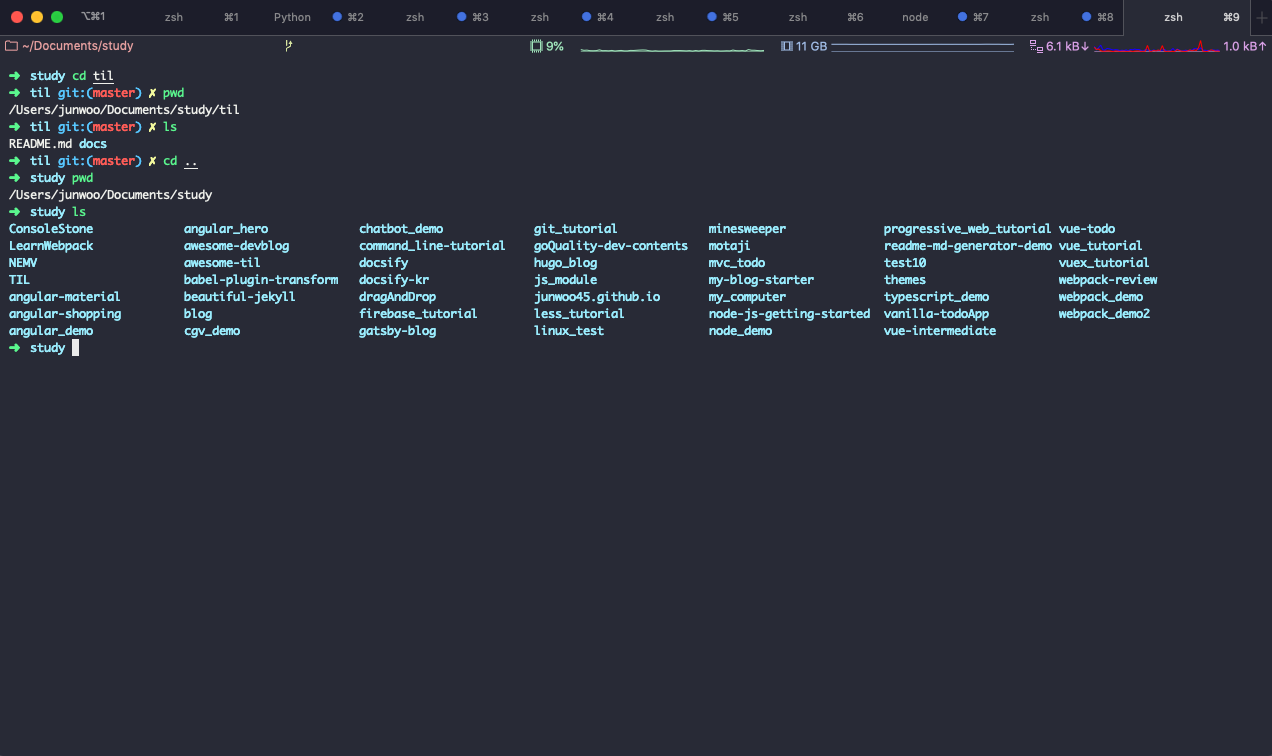 ⌥⌘1 zsh ⌘1 Python ⌘2 zsh ⌘3 zsh ⌘4 zsh ⌘5 zsh ⌘6 node ⌘7 zsh ⌘8 zsh ⌘9
~/Documents/study 9% 11 GB 6.1 kB↓ 1.0 kB↑
➜ study cd til
➜ til git:(master) ✗ pwd
/Users/junwoo/Documents/study/til
➜ til git:(master) ✗ ls
README.md docs
➜ til git:(master) ✗ cd ..
➜ study pwd
/Users/junwoo/Documents/study
➜ study ls
ConsoleStone angular_hero chatbot_demo git_tutorial minesweeper progressive_web_tutorial vue-todo
LearnWebpack awesome-devblog command_line-tutorial goQuality-dev-contents motaji readme-md-generator-demo vue_tutorial
NEMV awesome-til docsify hugo_blog mvc_todo test10 vuex_tutorial
TIL babel-plugin-transform docsify-kr js_module my-blog-starter themes webpack-review
angular-material beautiful-jekyll dragAndDrop junwoo45.github.io my_computer typescript_demo webpack_demo
angular-shopping blog firebase_tutorial less_tutorial node-js-getting-started vanilla-todoApp webpack_demo2
angular_demo cgv_demo gatsby-blog linux_test node_demo vue-intermediate
➜ study